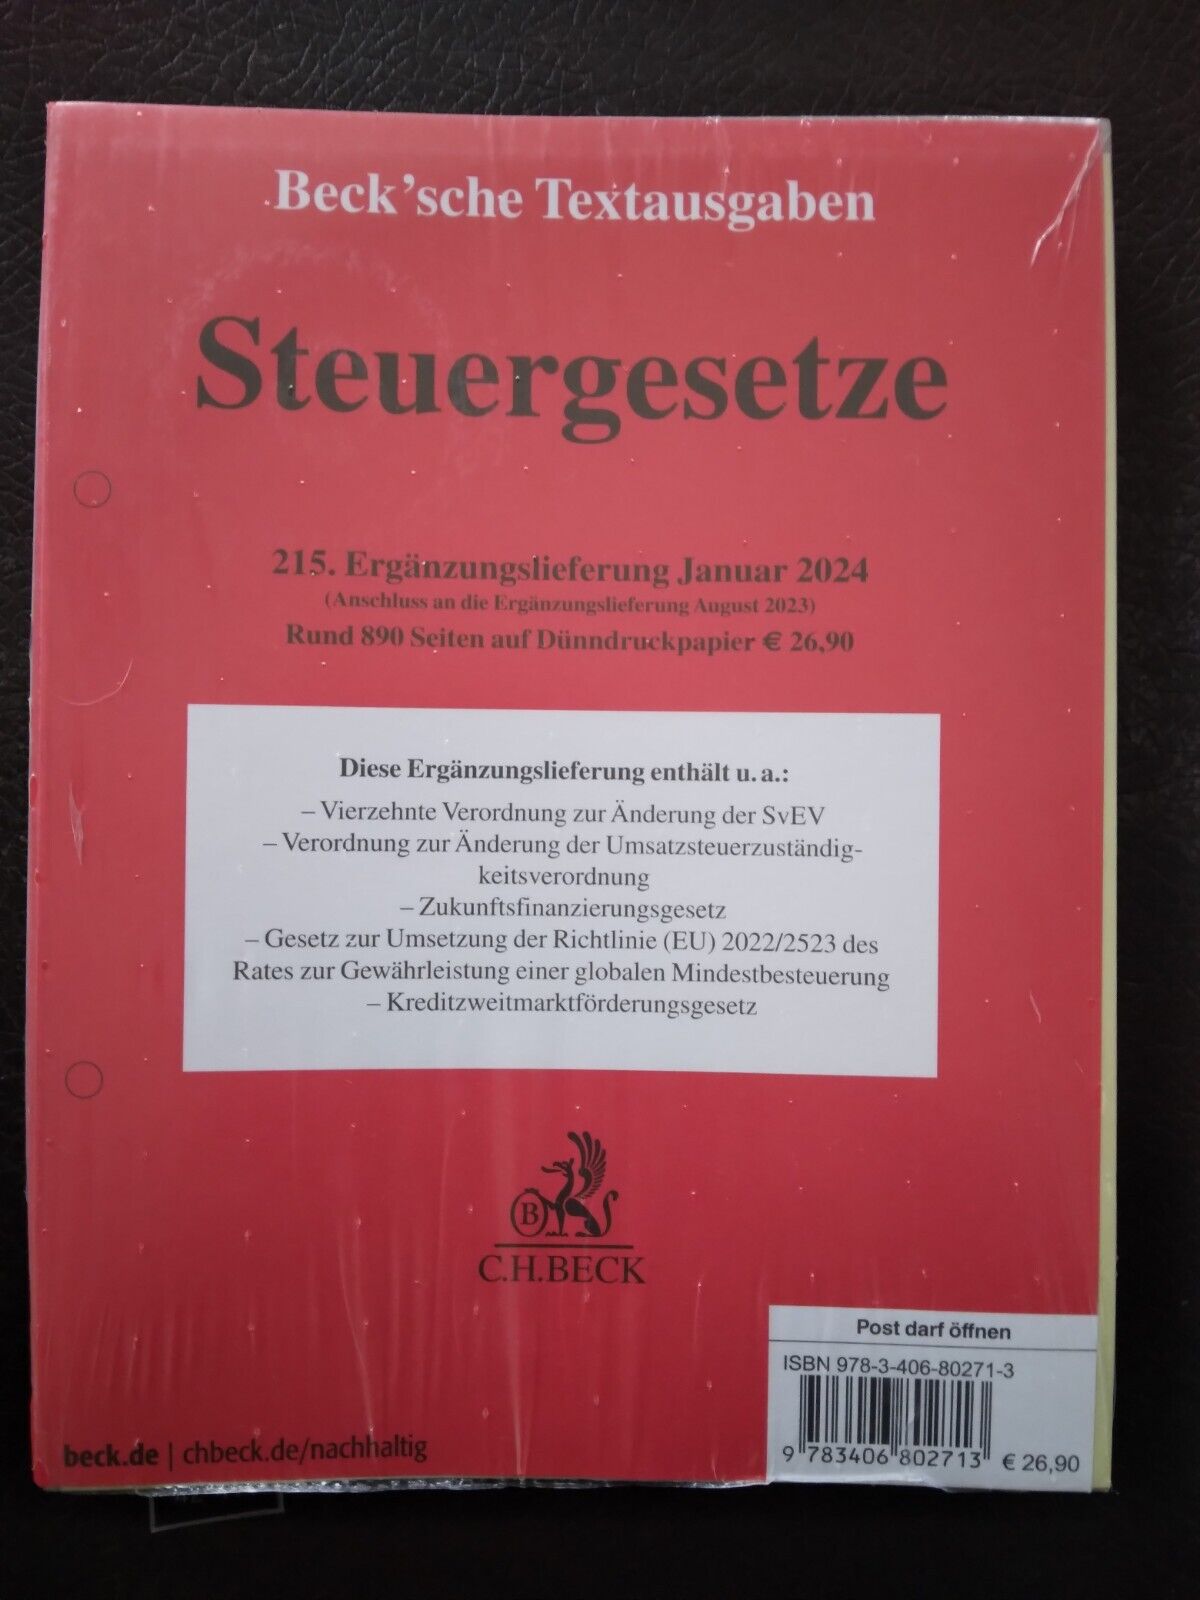 Beck'sche Textausgaben
Steuergesetze
215. Ergänzungslieferung Januar 2024
(Anschluss an die Ergänzungslieferung August 2023)
Rund 890 Seiten auf Dünndruckpapier € 26,90
Diese Ergänzungslieferung enthält u. a.:
– Vierzehnte Verordnung zur Änderung der SvEV
– Verordnung zur Änderung der Umsatzsteuerzuständig-
keitsverordnung
– Zukunftsfinanzierungsgesetz
– Gesetz zur Umsetzung der Richtlinie (EU) 2022/2523 des
Rates zur Gewährleistung einer globalen Mindestbesteuerung
– Kreditzweitmarktförderungsgesetz
B
C.H.BECK
Post darf öffnen
ISBN 978-3-406-80271-3
9 783406 802713
€ 26,90
beck.de | chbeck.de/nachhaltig